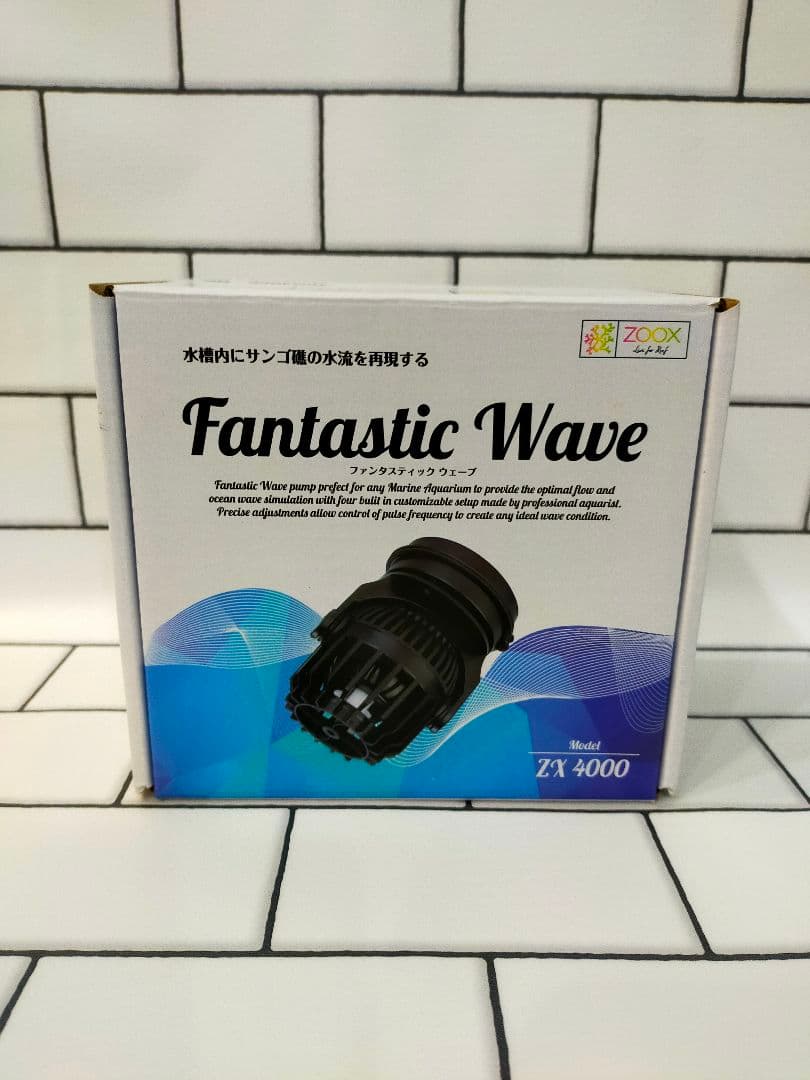 水槽内にサンゴ礁の水流を再現する
ZOOX
Love for Reef
Fantastic Wave
ファンタスティック ウェーブ
Fantastic Wave pump prefect for any Marine Aquarium to provide the optimal flow and
ocean wave simulation with four built in customizable setup made by professional aquarist.
Precise adjustments allow control of pulse frequency to create any ideal wave condition.
Model
ZX 4000